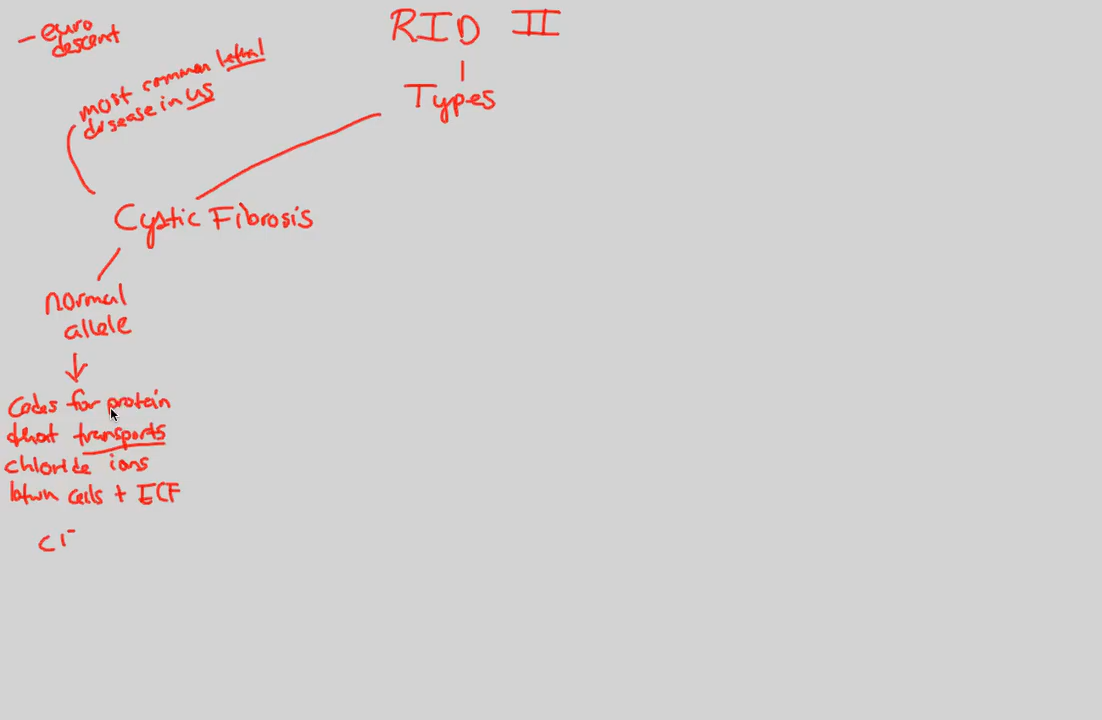 RID II
Types
- euro
descent
most common lethal
disease in US
Cystic Fibrosis
normal
allele
Codes for protein
that transports
chloride ions
btwn cells + ECF
Cl⁻